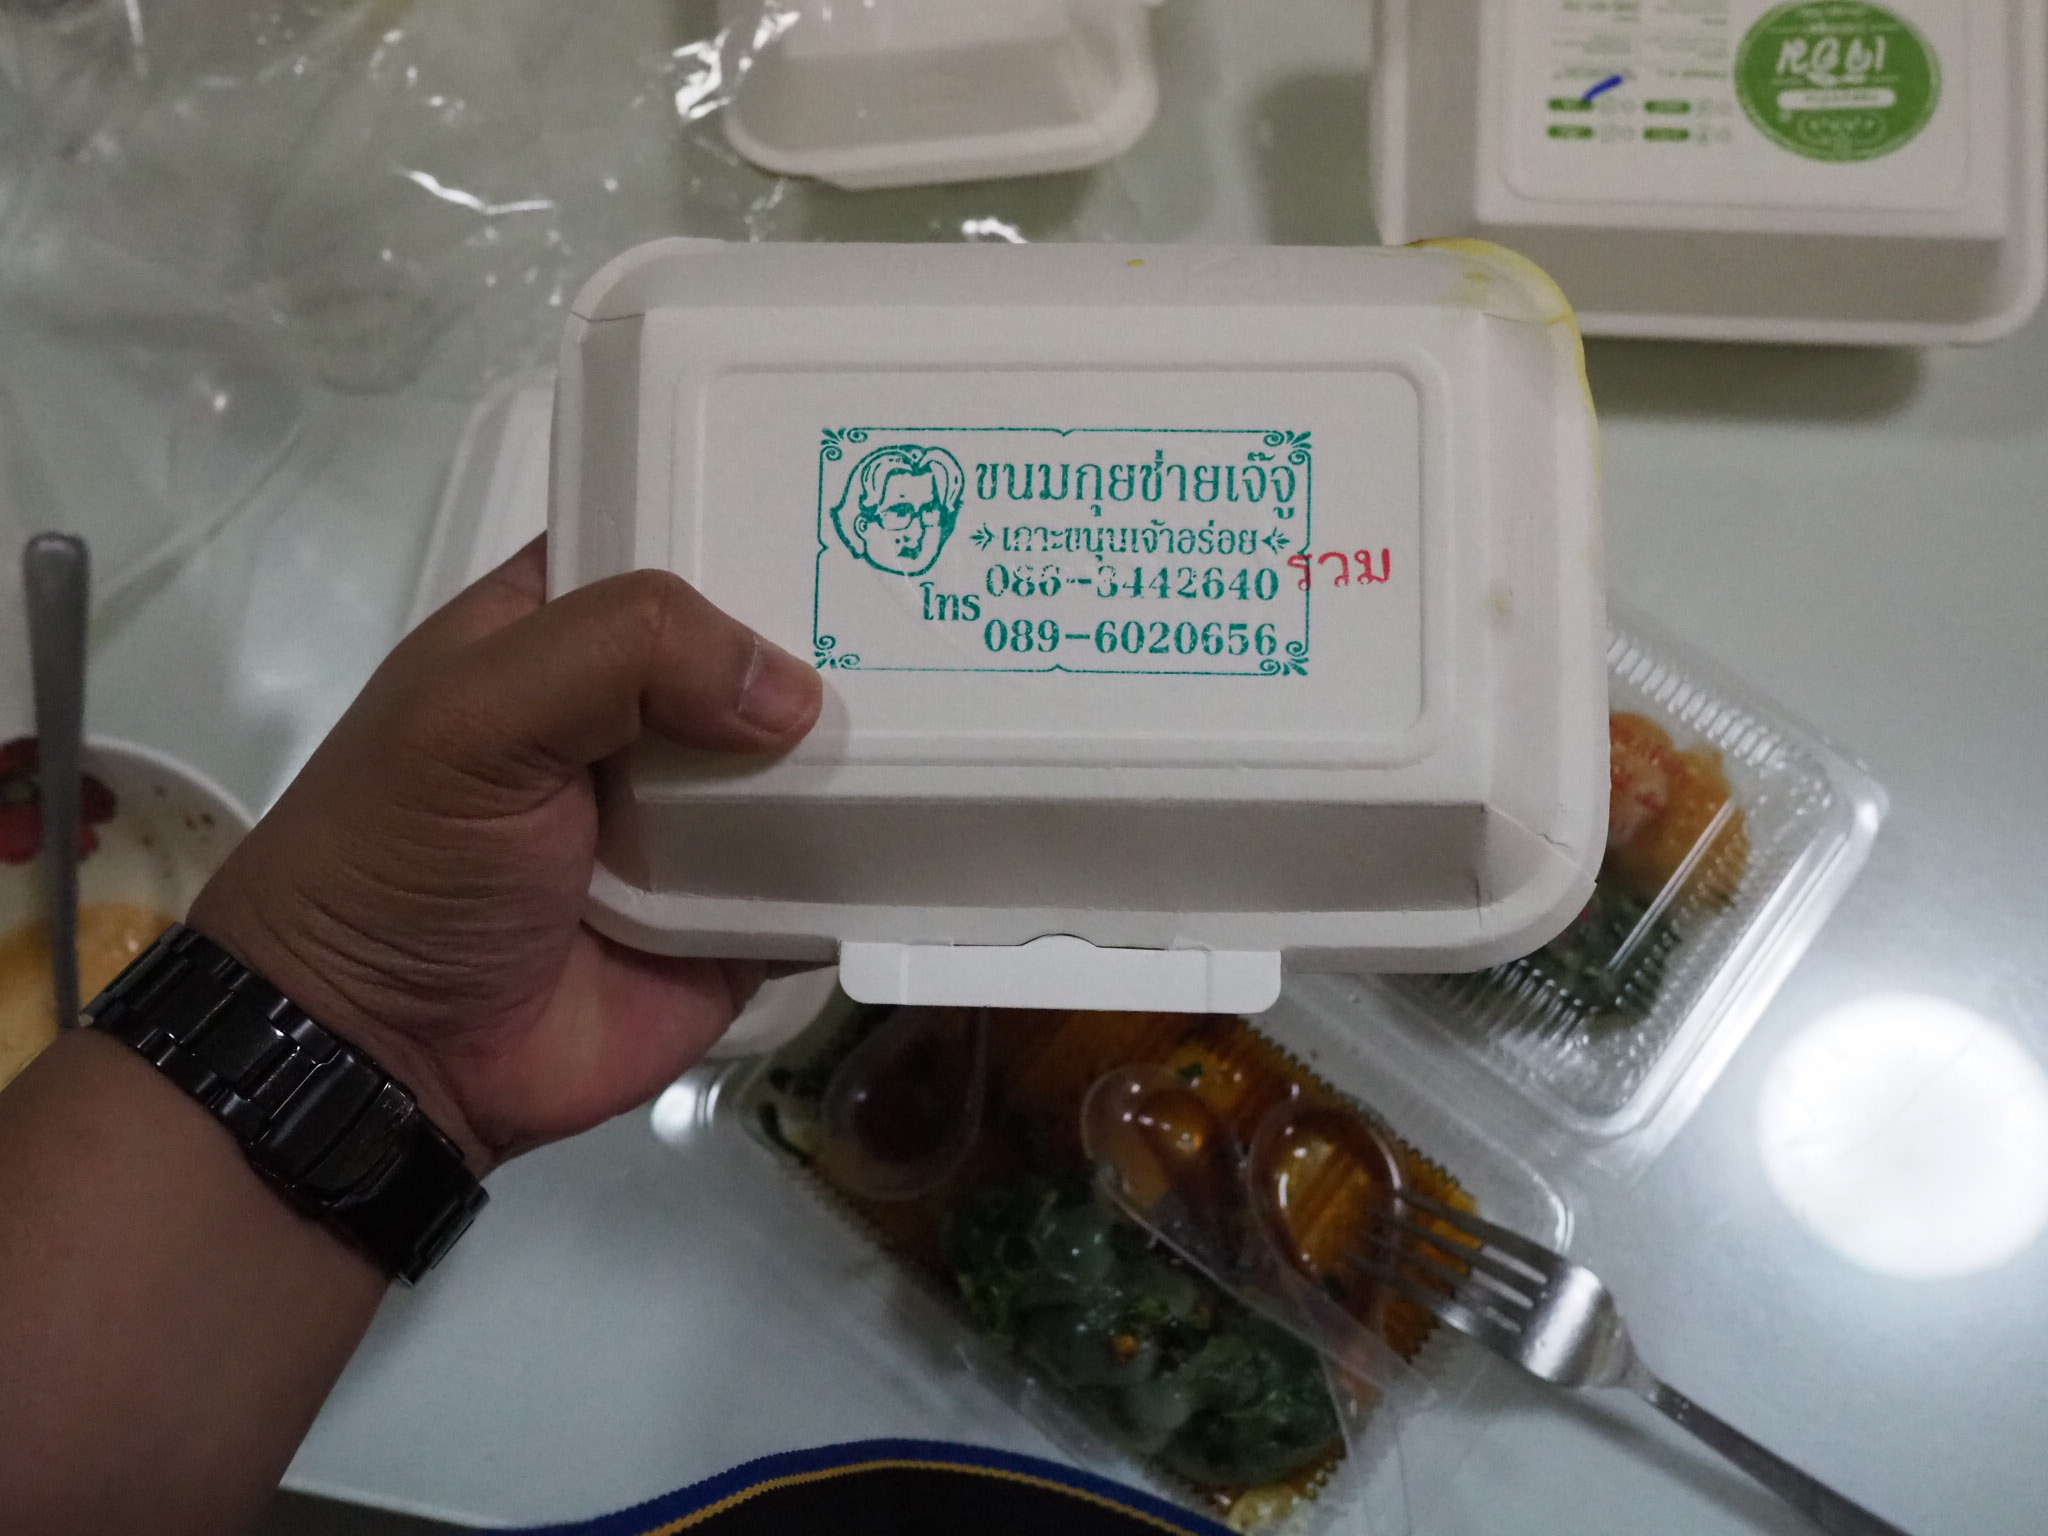 ขนมกุยช่ายเจ๊จู
เกาะขนุนเจ้าอร่อย
โทร 086-3442640
089-6020656
รวม